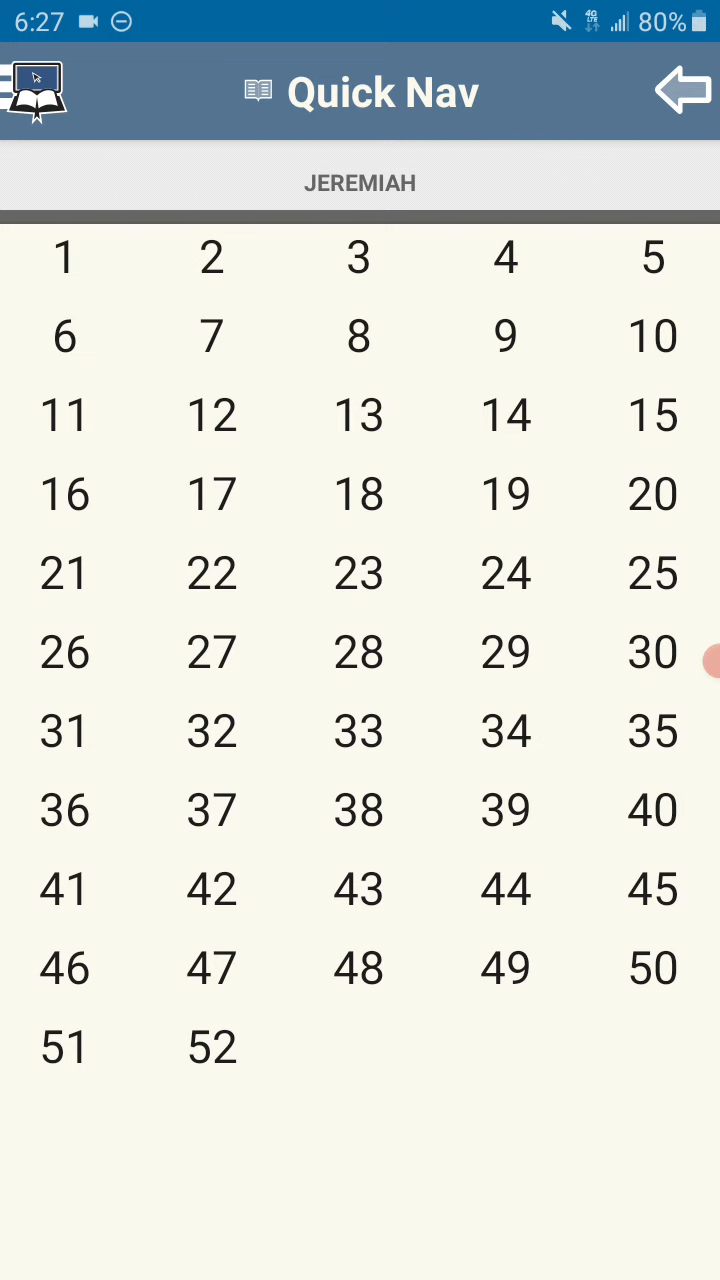 6:27 4G LTE 80%
Quick Nav
JEREMIAH
1 2 3 4 5
6 7 8 9 10
11 12 13 14 15
16 17 18 19 20
21 22 23 24 25
26 27 28 29 30
31 32 33 34 35
36 37 38 39 40
41 42 43 44 45
46 47 48 49 50
51 52